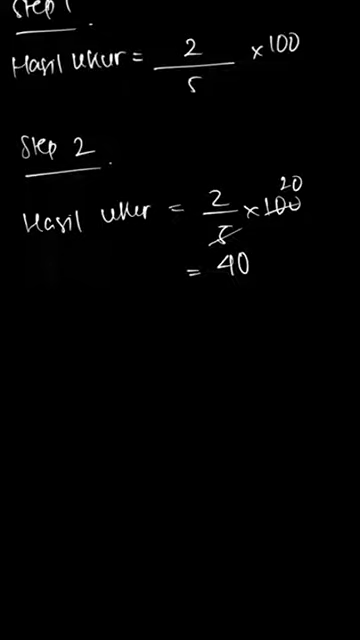 Step 1
Hasil Ukur = 2/5 × 100
Step 2.
Hasil Ukur = 2/5 × 100 20
= 40